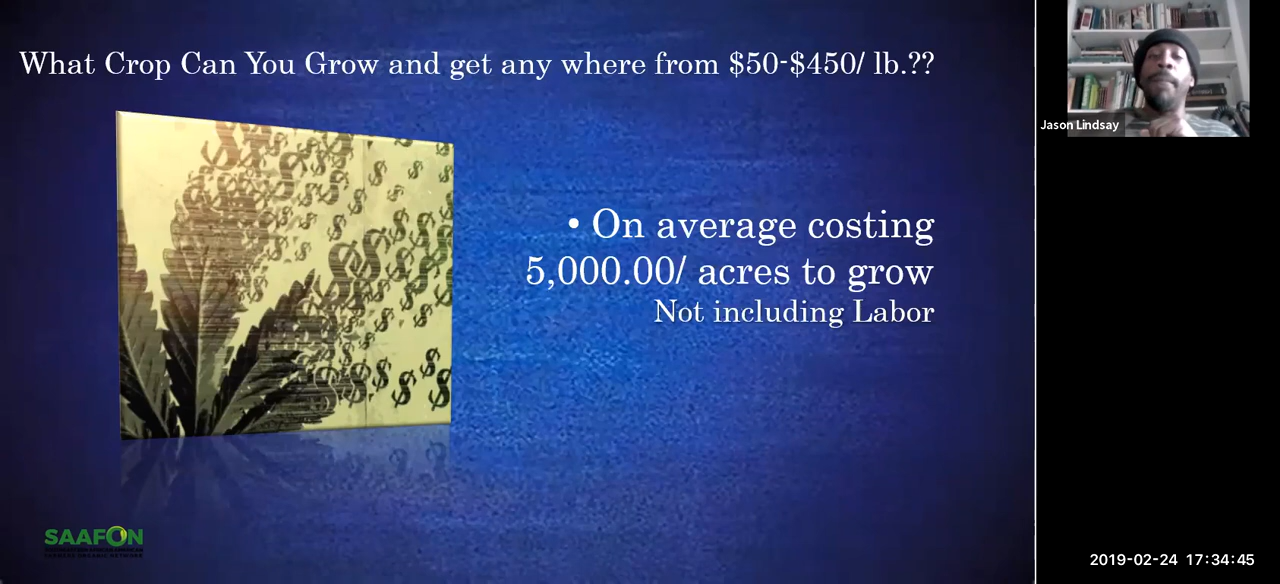 What Crop Can You Grow and get any where from $50-$450/ lb.??
• On average costing
5,000.00/ acres to grow
Not including Labor
SAAFON
Jason Lindsay
2019-02-24 17:34:45